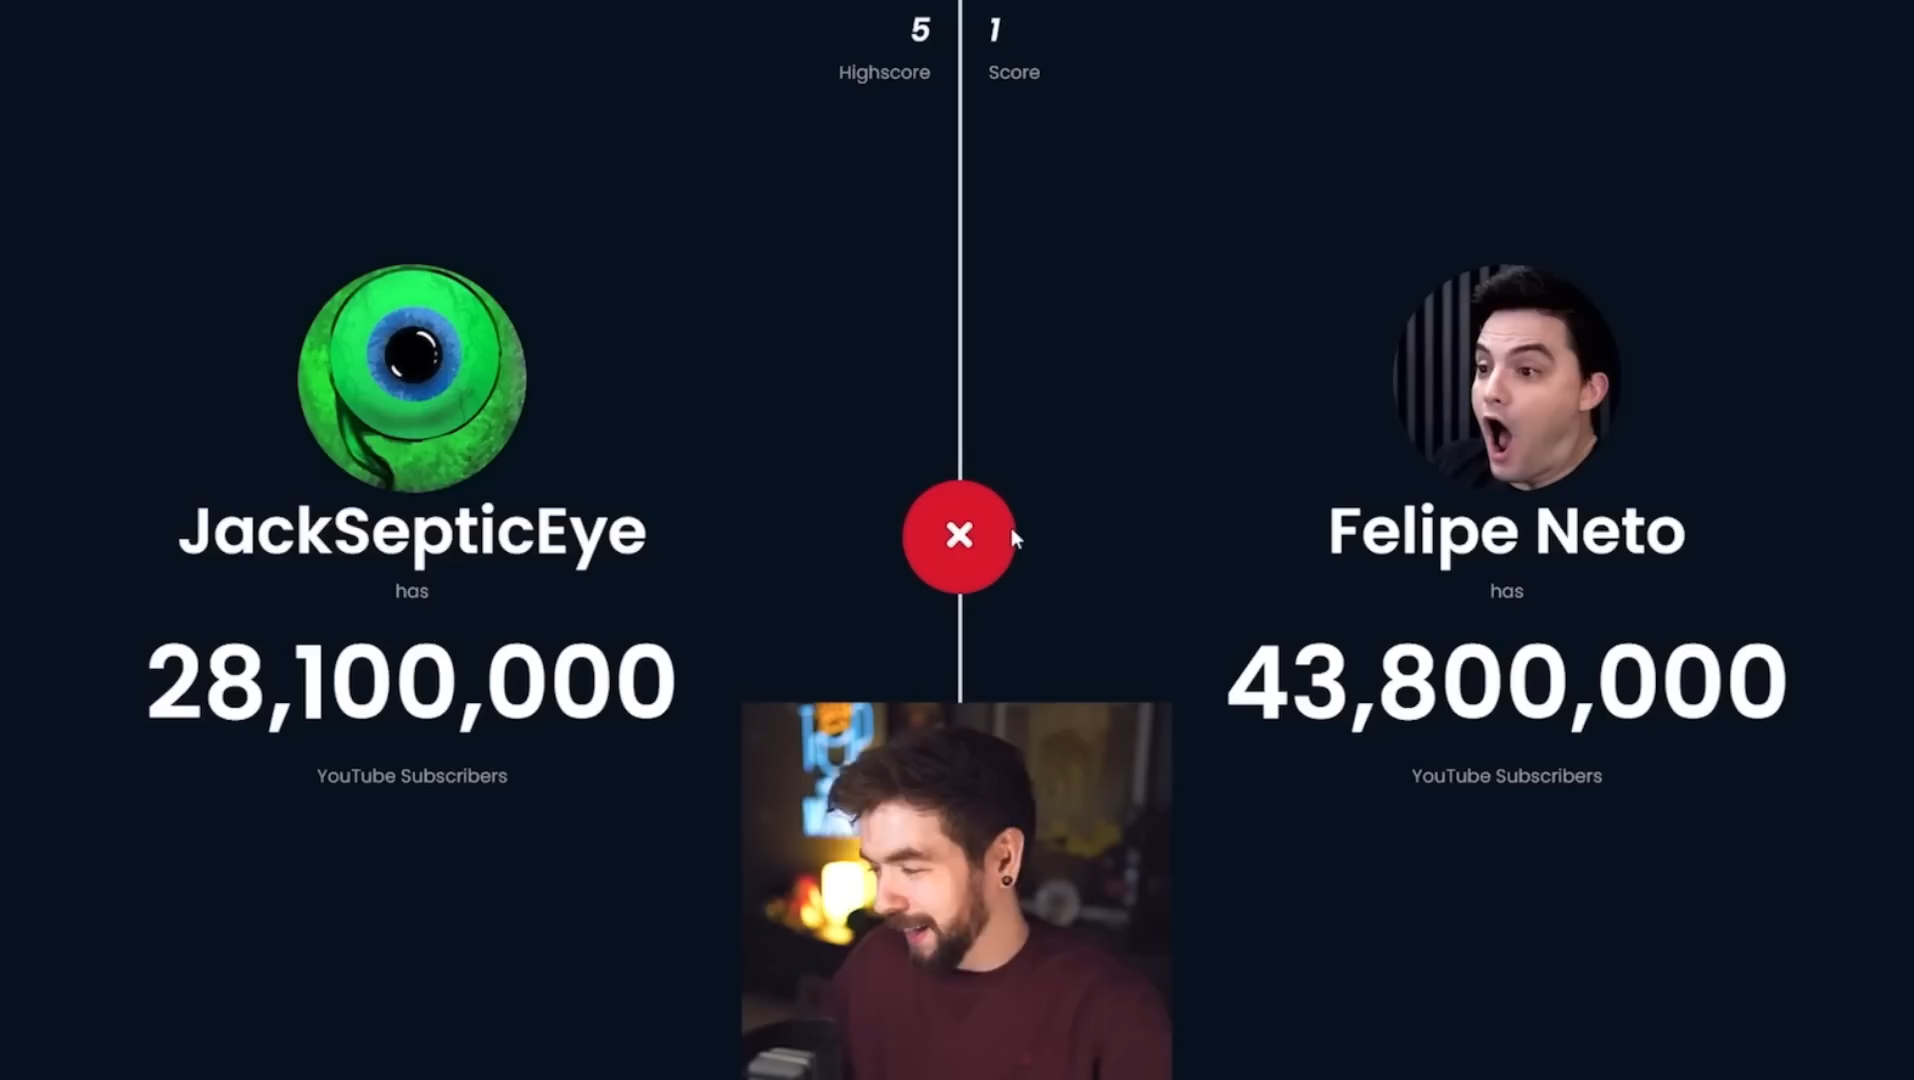 5
Highscore
1
Score
JackSepticEye
has
28,100,000
YouTube Subscribers
Felipe Neto
has
43,800,000
YouTube Subscribers